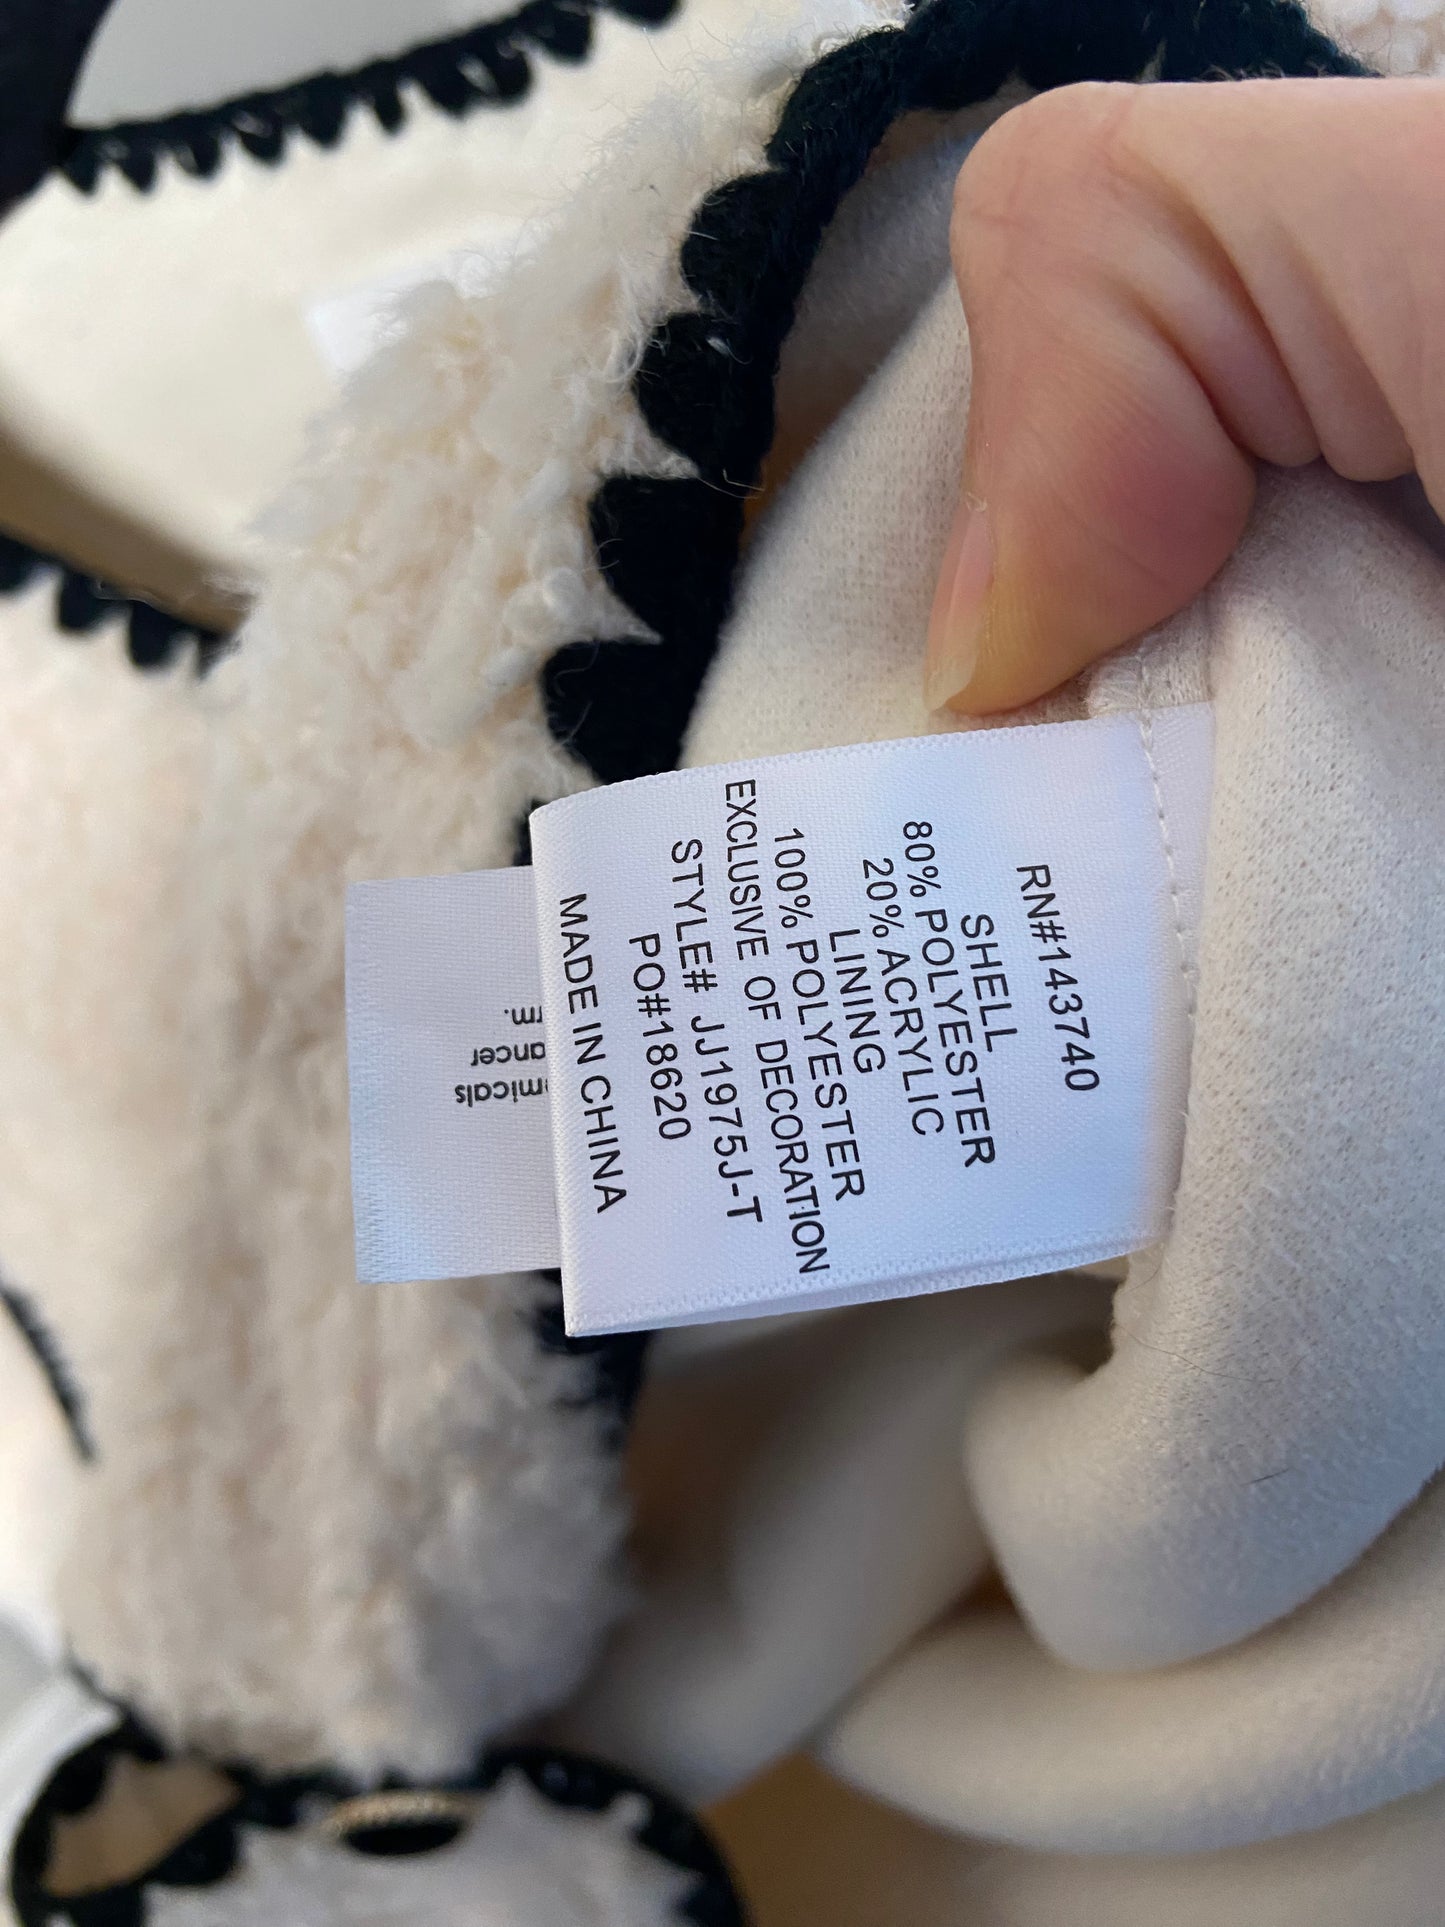 RN#143740
SHELL
80% POLYESTER
20% ACRYLIC
LINING
100% POLYESTER
EXCLUSIVE OF DECORATION
STYLE# JJ1975J-T
PO#18620
MADE IN CHINA